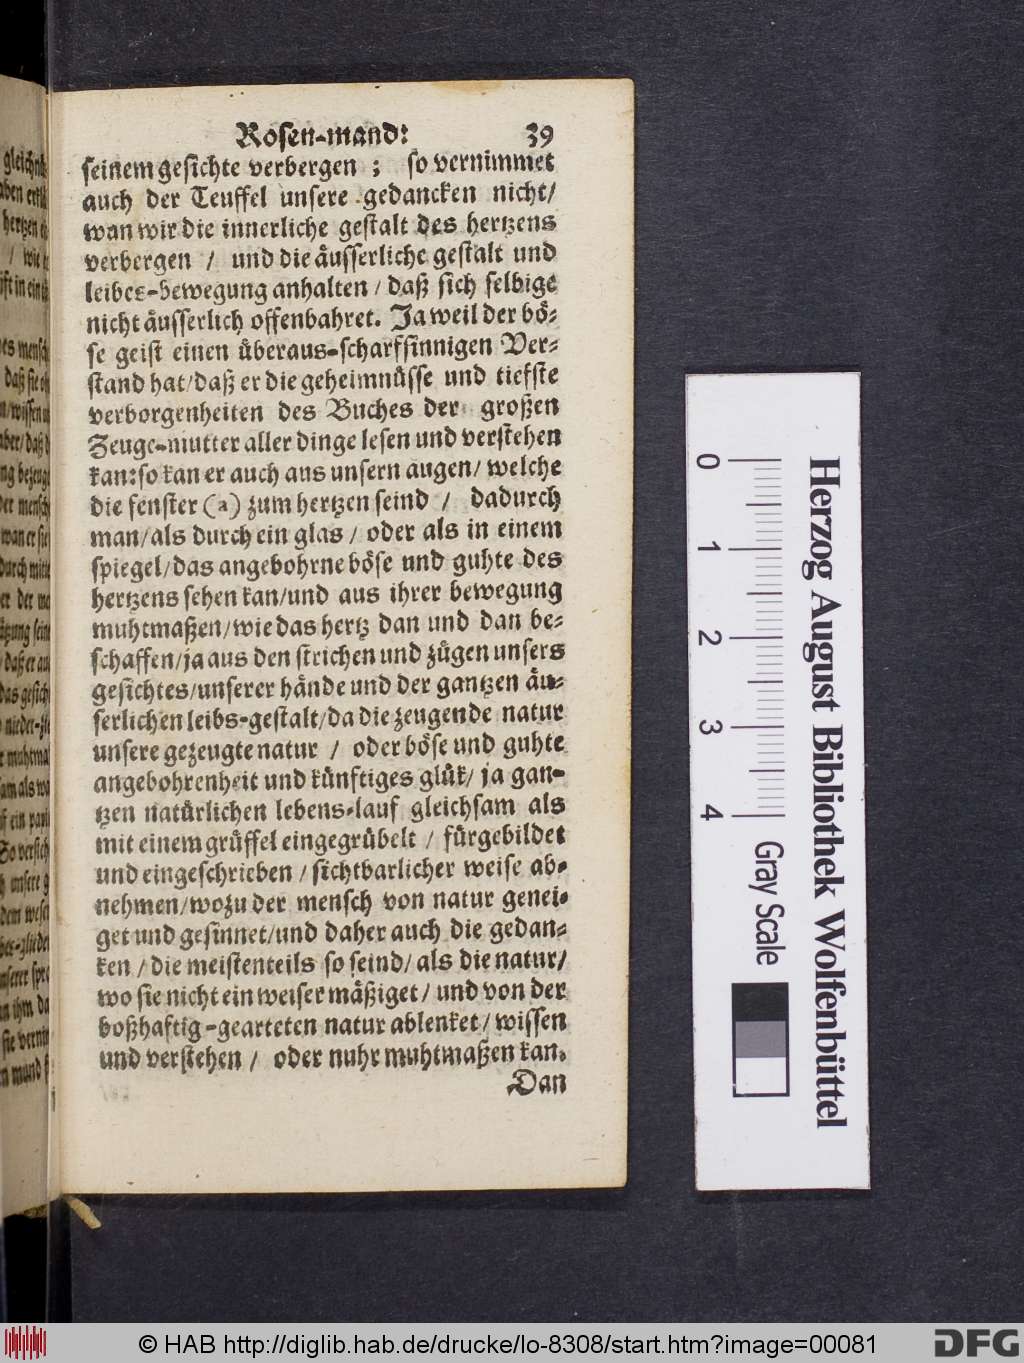 Rosen-mand: 39
seinem gesichte verbergen ; so vernimmet
auch der Teuffel unsere gedancken nicht/
wan wir die innerliche gestalt des hertzens
verbergen / und die äusserliche gestalt und
leibes-bewegung anhalten / daß sich selbige
nicht äusserlich offenbahret. Ja weil der bö-
se geist einen überaus-scharfsinnigen Ver-
stand hat/daß er die geheimnüsse und tiefste
verborgenheiten des Buches der großen
Zeuge-mutter aller dinge lesen und verstehen
kan:so kan er auch aus unsern augen/ welche
die fenster (a) zum hertzen seind / dadurch
man/als durch ein glas / oder als in einem
spiegel/das angebohrne böse und guhte des
hertzens sehen kan/und aus ihrer bewegung
muhtmaßen/wie das hertz dan und dan be-
schaffen/ja aus den strichen und zügen unsers
gesichtes/unserer hände und der gantzen äu-
serlichen leibs-gestalt/da die zeugende natur
unsere gezeugte natur / oder böse und guhte
angebohrenheit und künftiges glük/ ja gan-
tzen natürlichen lebens-lauf gleichsam als
mit einem grüffel eingegrübelt / fürgebildet
und eingeschrieben / sichtbarlicher weise ab-
nehmen/wozu der mensch von natur genei-
get und gesinnet/und daher auch die gedan-
ken / die meistenteils so seind/ als die natur/
wo sie nicht ein weiser mäßiget/ und von der
boßhaftig-gearteten natur ablenket/ wissen
und verstehen / oder nuhr muhtmaßen kan.
Dan
0 1 2 3 4
Gray Scale
Herzog August Bibliothek Wolfenbüttel
© HAB http://diglib.hab.de/drucke/lo-8308/start.htm?image=00081
DFG